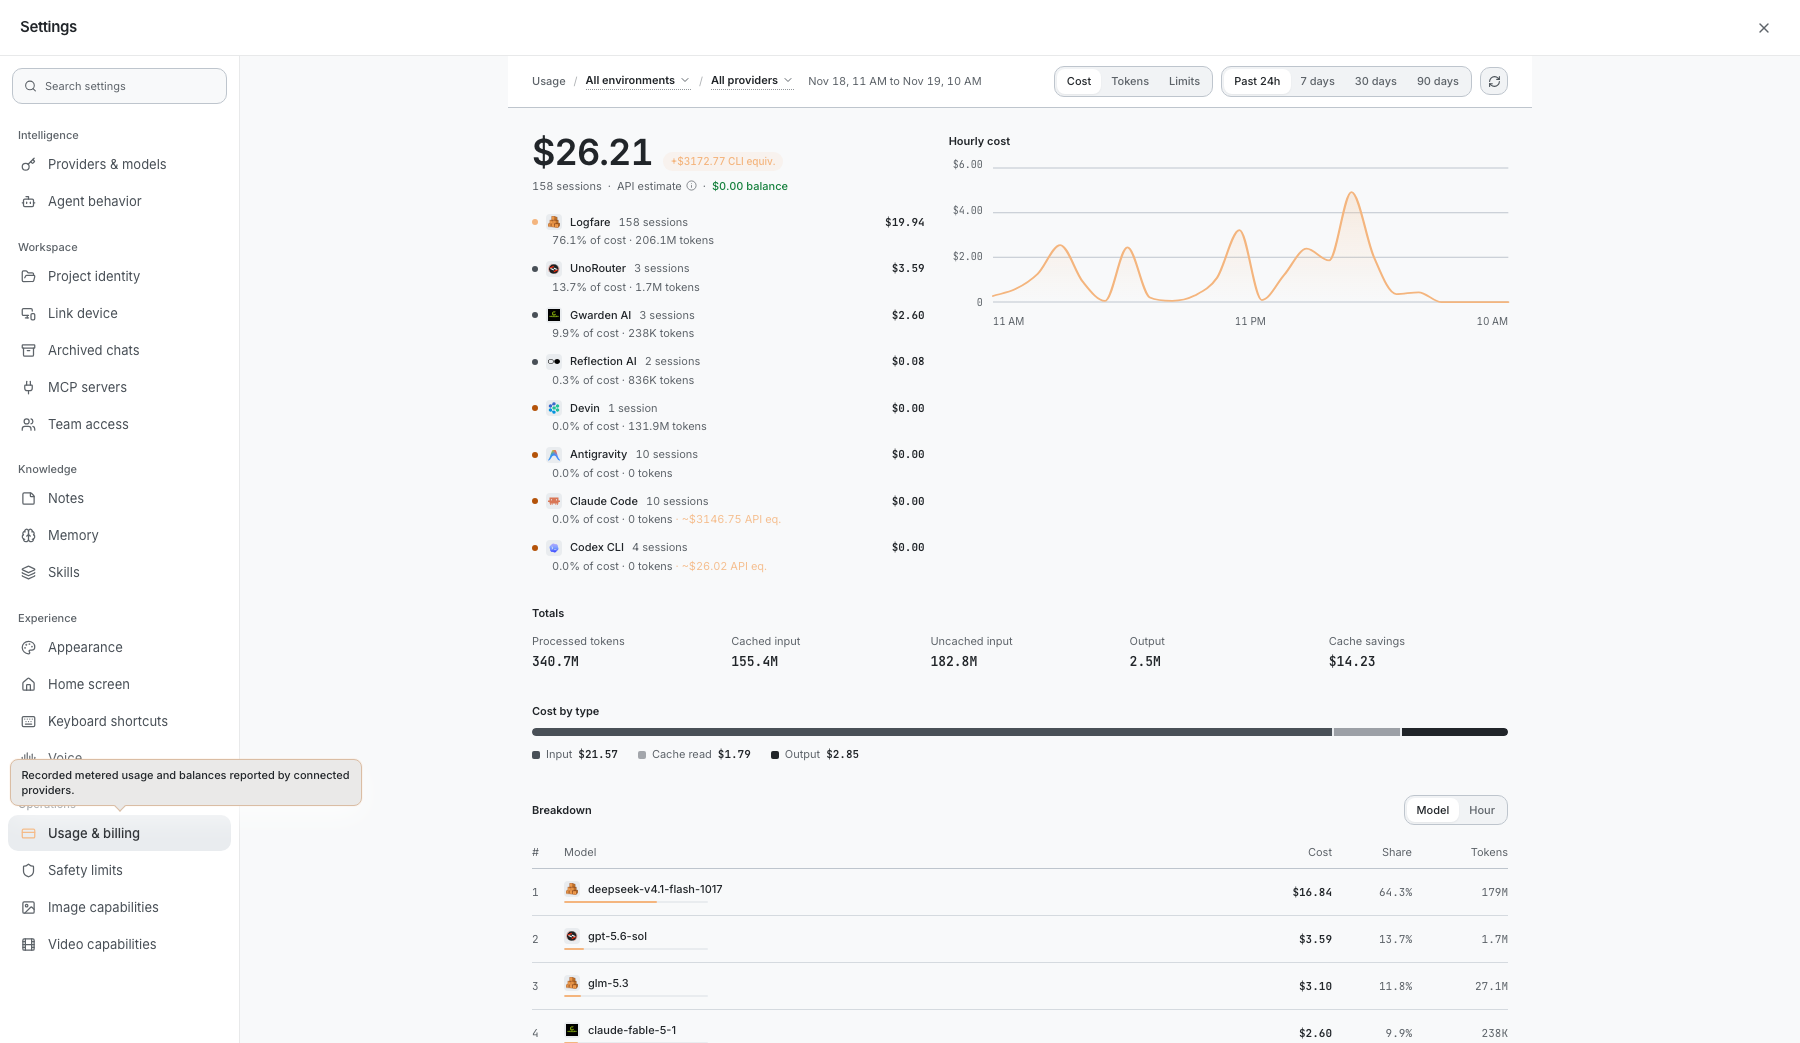 Settings
Search settings
Intelligence
Providers & models
Agent behavior
Workspace
Project identity
Link device
Archived chats
MCP servers
Team access
Knowledge
Notes
Memory
Skills
Experience
Appearance
Home screen
Keyboard shortcuts
Voice
Recorded metered usage and balances reported by connected
providers.
Operations
Usage & billing
Safety limits
Image capabilities
Video capabilities
Usage / All environments / All providers Nov 18, 11 AM to Nov 19, 10 AM
Cost Tokens Limits
Past 24h 7 days 30 days 90 days
$26.21 +$3172.77 CLI equiv.
158 sessions · API estimate · $0.00 balance
Logfare 158 sessions $19.94
76.1% of cost · 206.1M tokens
UnoRouter 3 sessions $3.59
13.7% of cost · 1.7M tokens
Gwarden AI 3 sessions $2.60
9.9% of cost · 238K tokens
Reflection AI 2 sessions $0.08
0.3% of cost · 836K tokens
Devin 1 session $0.00
0.0% of cost · 131.9M tokens
Antigravity 10 sessions $0.00
0.0% of cost · 0 tokens
Claude Code 10 sessions $0.00
0.0% of cost · 0 tokens · ~$3146.75 API eq.
Codex CLI 4 sessions $0.00
0.0% of cost · 0 tokens · ~$26.02 API eq.
Hourly cost
$6.00
$4.00
$2.00
0
11 AM 11 PM 10 AM
Totals
Processed tokens Cached input Uncached input Output Cache savings
340.7M 155.4M 182.8M 2.5M $14.23
Cost by type
Input $21.57 Cache read $1.79 Output $2.85
Breakdown
Model Hour
# Model Cost Share Tokens
1 deepseek-v4.1-flash-1017 $16.84 64.3% 179M
2 gpt-5.6-sol $3.59 13.7% 1.7M
3 glm-5.3 $3.10 11.8% 27.1M
4 claude-fable-5-1 $2.60 9.9% 238K